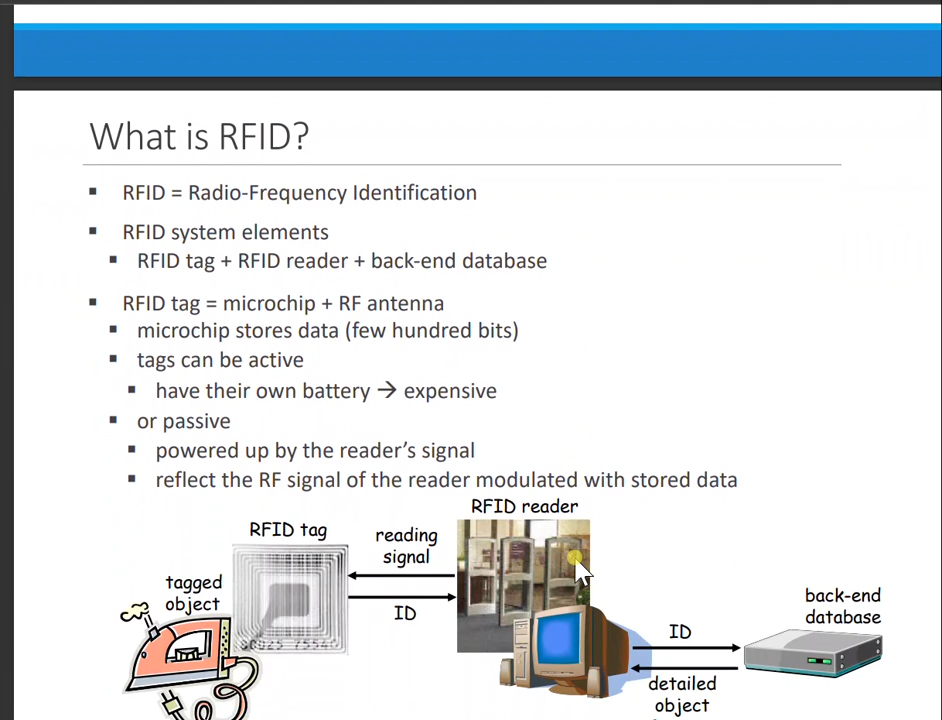 What is RFID?
▪ RFID = Radio-Frequency Identification
▪ RFID system elements
▪ RFID tag + RFID reader + back-end database
▪ RFID tag = microchip + RF antenna
▪ microchip stores data (few hundred bits)
▪ tags can be active
▪ have their own battery → expensive
▪ or passive
▪ powered up by the reader’s signal
▪ reflect the RF signal of the reader modulated with stored data
RFID tag
reading
signal
RFID reader
tagged
object
ID
back-end
database
ID
detailed
object